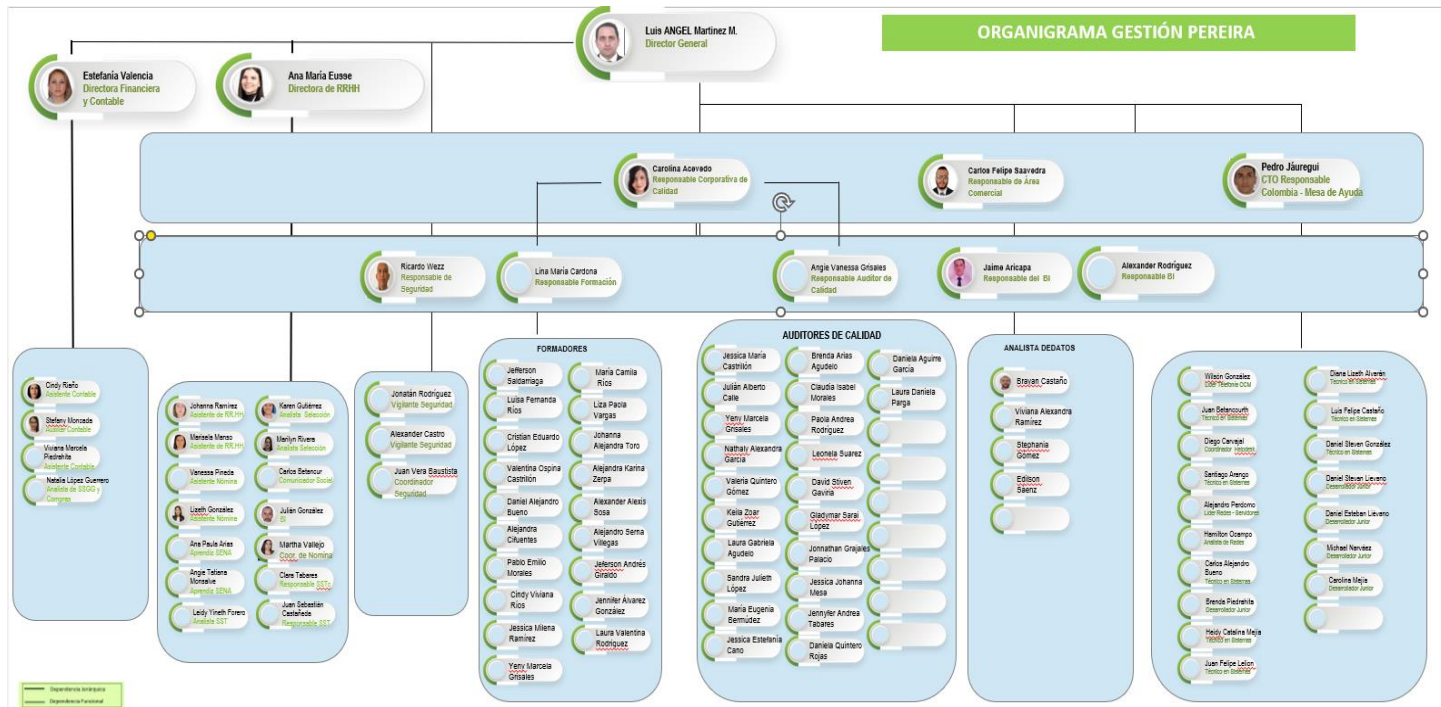 ORGANIGRAMA GESTIÓN PEREIRA
Luis ANGEL Martinez M.
Director General
Estefanía Valencia
Directora Financiera
y Contable
Ana María Eusse
Directora de RRHH
Carolina Acevedo
Responsable Corporativa de
Calidad
Carlos Felipe Saavedra
Responsable de Área
Comercial
Pedro Jáuregui
CTO Responsable
Colombia - Mesa de Ayuda
Ricardo Wezz
Responsable de
Seguridad
Lina María Cardona
Responsable Formación
Angie Vanessa Grisales
Responsable Auditor de
Calidad
Jaime Aricapa
Responsable del BI
Alexander Rodríguez
Responsable BI
Cindy Riaño
Asistente Contable
Stefany Moncada
Auxiliar Contable
Viviana Marcela
Piedrahita
Asistente Contable
Natalia López Guerrero
Analista de SSGG y
Compras
Johanna Ramírez
Asistente de RR.HH
Marisela Manso
Asistente de RR.HH
Vanessa Pineda
Asistente Nómina
Lizeth González
Asistente Nómina
Ana Paula Arias
Aprendiz SENA
Angie Tatiana
Monsalve
Aprendiz SENA
Leidy Yineth Forero
Analista SST
Karen Gutiérrez
Analista Selección
Marilyn Rivera
Analista Selección
Carlos Betancur
Comunicador Social
Julián González
BI
Martha Vallejo
Coor. de Nomina
Clara Tabares
Responsable SSTc
Juan Sebastián
Castañeda
Responsable SST
Jonatán Rodríguez
Vigilante Seguridad
Alexander Castro
Vigilante Seguridad
Juan Vera Baustista
Coordinador
Seguridad
FORMADORES
Jefferson
Saldarriaga
Luisa Fernanda
Ríos
Cristian Eduardo
López
Valentina Ospina
Castrillón
Daniel Alejandro
Bueno
Alejandra
Cifuentes
Pablo Emilio
Morales
Cindy Viviana
Ríos
Jessica Milena
Ramírez
Yeny Marcela
Grisales
María Camila
Ríos
Liza Paola
Vargas
Johanna
Alejandra Toro
Alejandra Karina
Zerpa
Alexander Alexis
Sosa
Alejandro Serna
Villegas
Jeferson Andrés
Giraldo
Jennifer Álvarez
González
Laura Valentina
Rodríguez
AUDITORES DE CALIDAD
Jessica María
Castrillón
Julián Alberto
Calle
Yeny Marcela
Grisales
Nathaly Alexandra
García
Valeria Quintero
Gómez
Keila Zoar
Gutiérrez
Laura Gabriela
Agudelo
Sandra Julieth
López
María Eugenia
Bermúdez
Jessica Estefanía
Cano
Brenda Arias
Agudelo
Claudia Isabel
Morales
Paola Andrea
Rodríguez
Leonela Suarez
David Stiven
Gaviria
Gladymar Sarai
López
Jonnathan Grajales
Palacio
Jessica Johanna
Mesa
Jennyfer Andrea
Tabares
Daniela Quintero
Rojas
Daniela Aguirre
García
Laura Daniela
Parga
ANALISTA DEDATOS
Brayan Castaño
Viviana Alexandra
Ramírez
Stephania
Gómez
Edilson
Saenz
Wilson González
Líder Telefonía CCM
Juan Betancourth
Técnico en Sistemas
Diego Carvajal
Coordinador Helpdesk
Santiago Arango
Técnico en Sistemas
Alejandro Perdomo
Líder Redes - Servidores
Hamilton Ocampo
Analista de Redes
Carlos Alejandro
Bueno
Técnico en Sistemas
Brenda Piedrahita
Desarrollador Junior
Heidy Catalina Mejía
Técnico en Sistemas
Juan Felipe Lelion
Técnico en Sistemas
Diana Lizeth Alvarán
Técnico en Sistemas
Luis Felipe Castaño
Técnico en Sistemas
Daniel Steven González
Técnico en Sistemas
Daniel Stevan Lievano
Desarrollador Junior
Daniel Esteban Liévano
Desarrollador Junior
Michael Narváez
Desarrollador Junior
Carolina Mejía
Desarrollador Junior
Dependencia Jerárquica
Dependencia Funcional